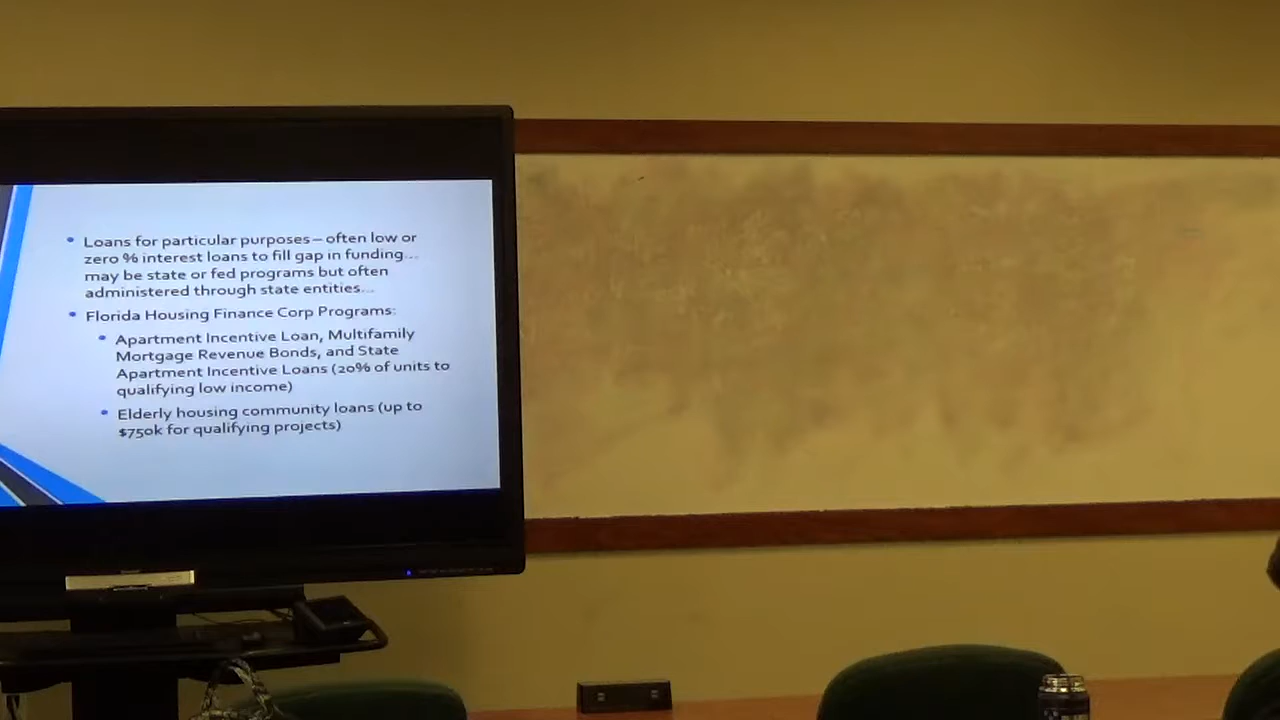 Loans for particular purposes – often low or
zero % interest loans to fill gap in funding…
may be state or fed programs but often
administered through state entities…
Florida Housing Finance Corp Programs:
Apartment Incentive Loan, Multifamily
Mortgage Revenue Bonds, and State
Apartment Incentive Loans (20% of units to
qualifying low income)
Elderly housing community loans (up to
$750k for qualifying projects)